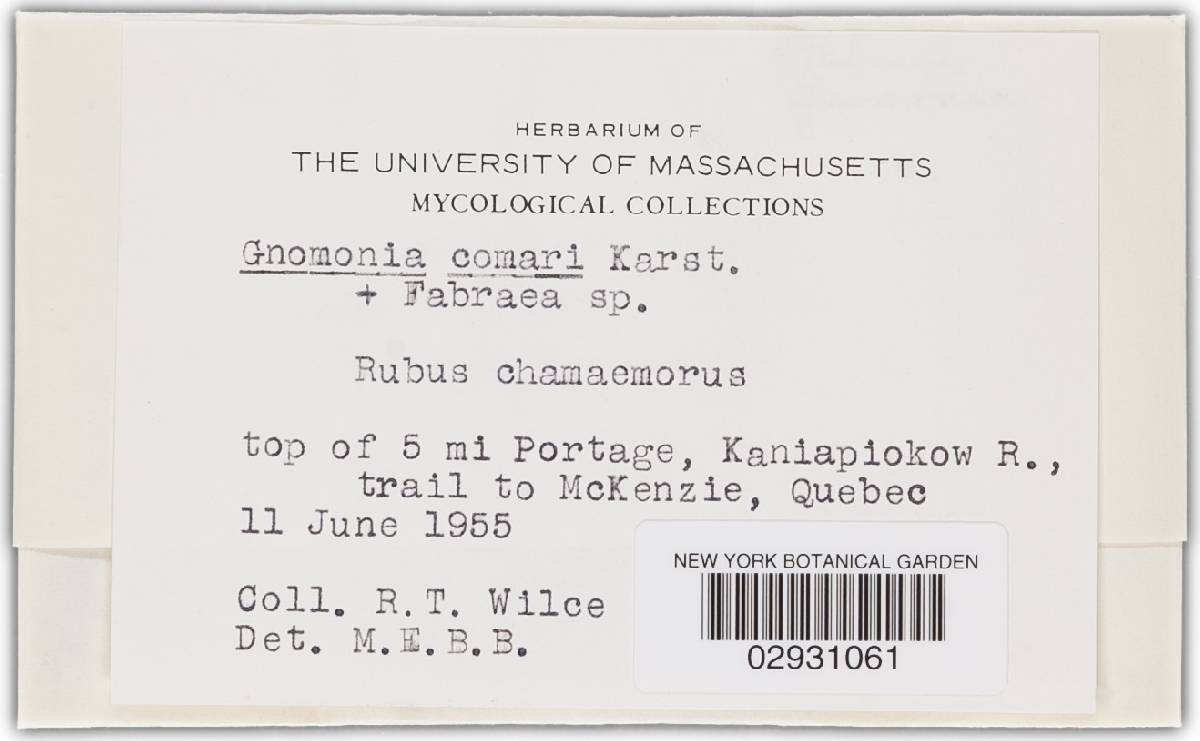 HERBARIUM OF
THE UNIVERSITY OF MASSACHUSETTS
MYCOLOGICAL COLLECTIONS
Gnomonia comari Karst.
+ Fabraea sp.
Rubus chamaemorus
top of 5 mi Portage, Kaniapiokow R.,
trail to McKenzie, Quebec
11 June 1955
Coll. R.T. Wilce
Det. M.E.B.B.
NEW YORK BOTANICAL GARDEN
02931061